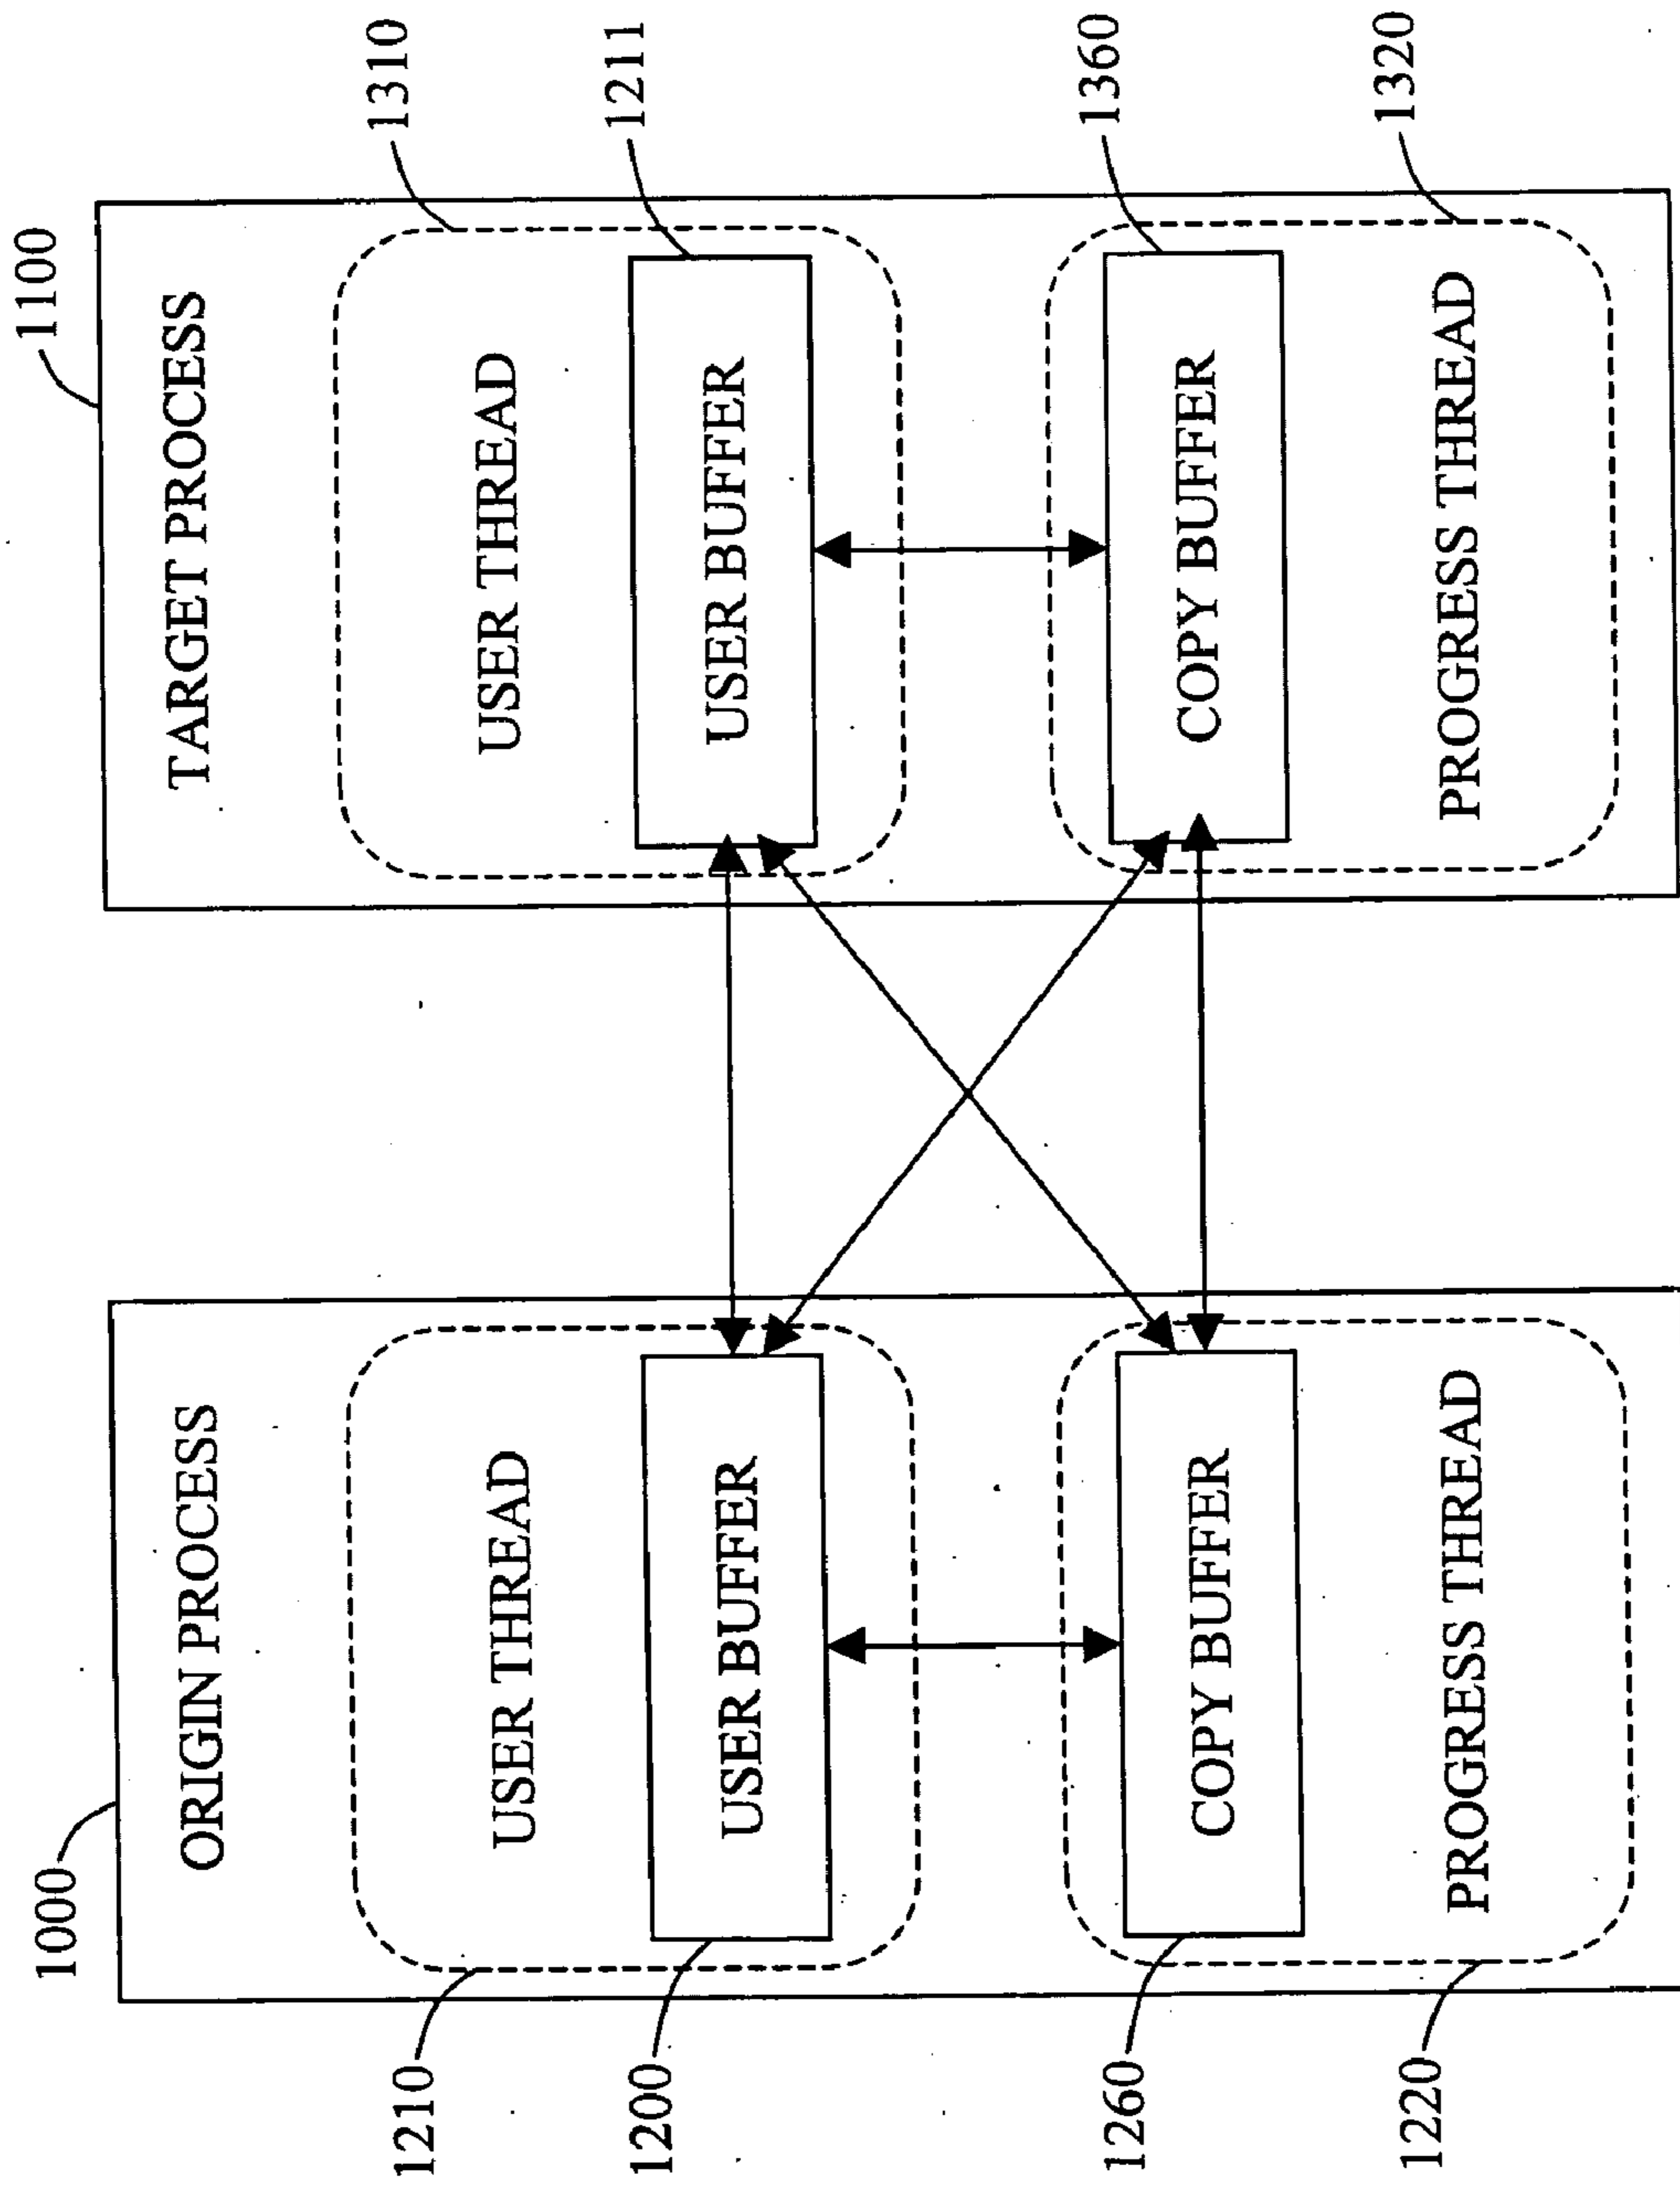 1000
ORIGIN PROCESS
1210
USER THREAD
1200
USER BUFFER
1260
COPY BUFFER
1220
PROGRESS THREAD
1100
TARGET PROCESS
1310
USER THREAD
1211
USER BUFFER
1360
COPY BUFFER
1320
PROGRESS THREAD